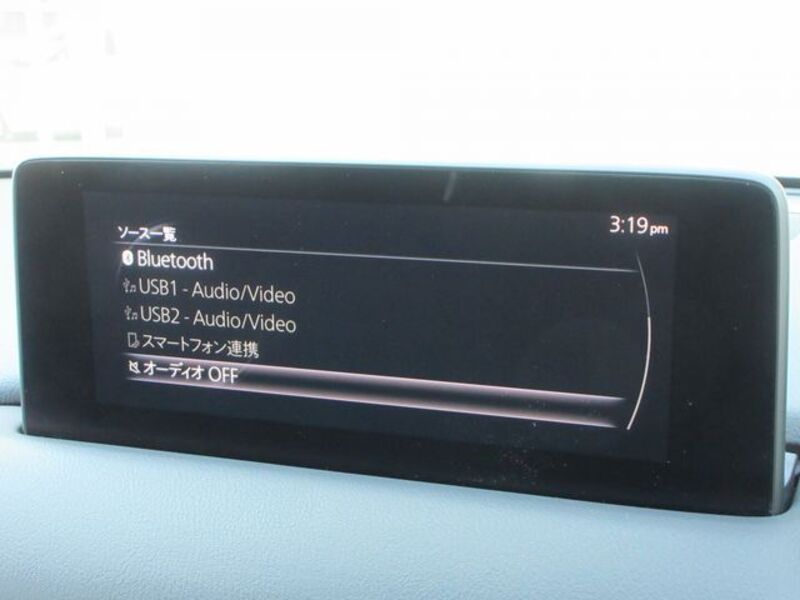 3:19pm
ソース一覧
Bluetooth
USB1 - Audio/Video
USB2 - Audio/Video
スマートフォン連携
オーディオ OFF